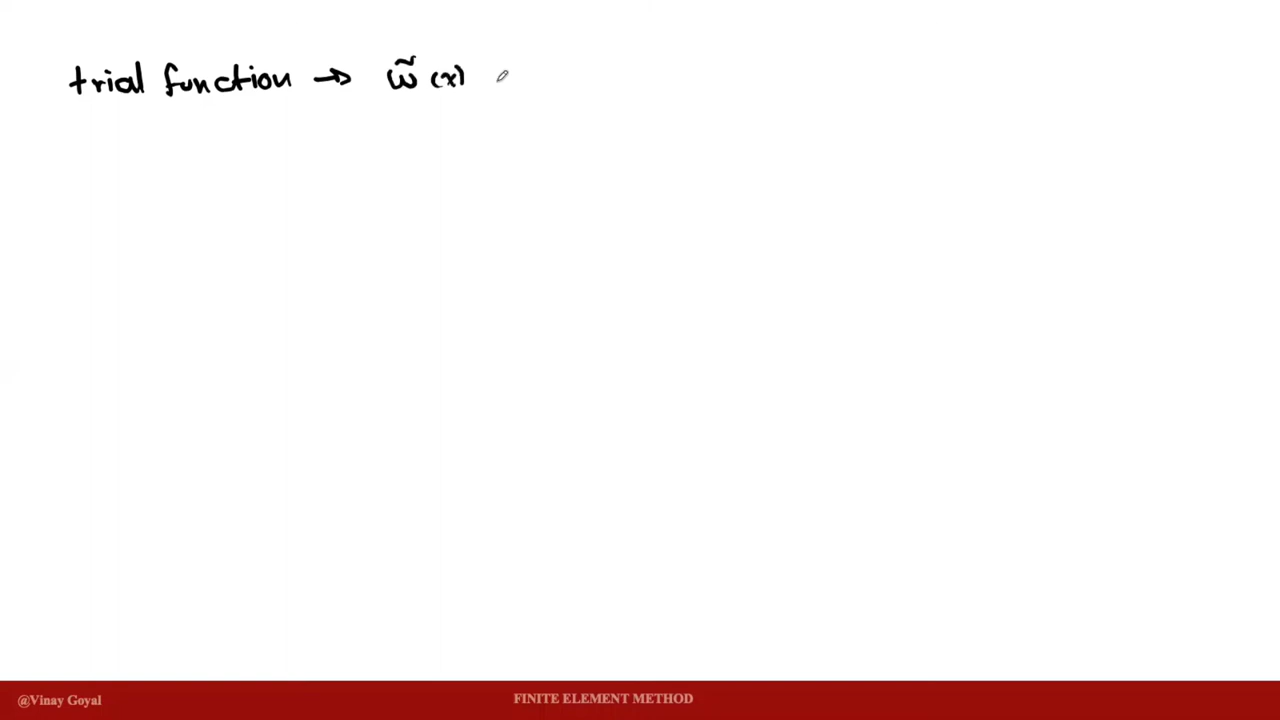 trial function → w̃(x)
@Vinay Goyal
FINITE ELEMENT METHOD